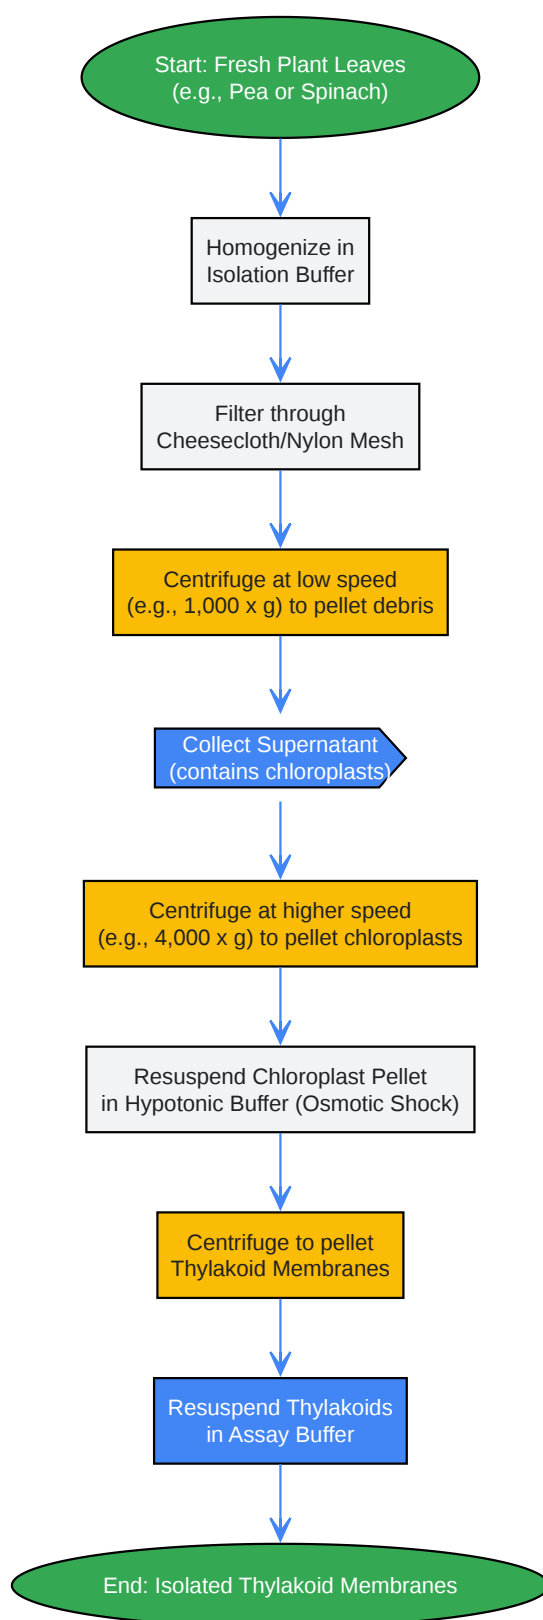 Start: Fresh Plant Leaves
(e.g., Pea or Spinach)
Homogenize in
Isolation Buffer
Filter through
Cheesecloth/Nylon Mesh
Centrifuge at low speed
(e.g., 1,000 x g) to pellet debris
Collect Supernatant
(contains chloroplasts)
Centrifuge at higher speed
(e.g., 4,000 x g) to pellet chloroplasts
Resuspend Chloroplast Pellet
in Hypotonic Buffer (Osmotic Shock)
Centrifuge to pellet
Thylakoid Membranes
Resuspend Thylakoids
in Assay Buffer
End: Isolated Thylakoid Membranes